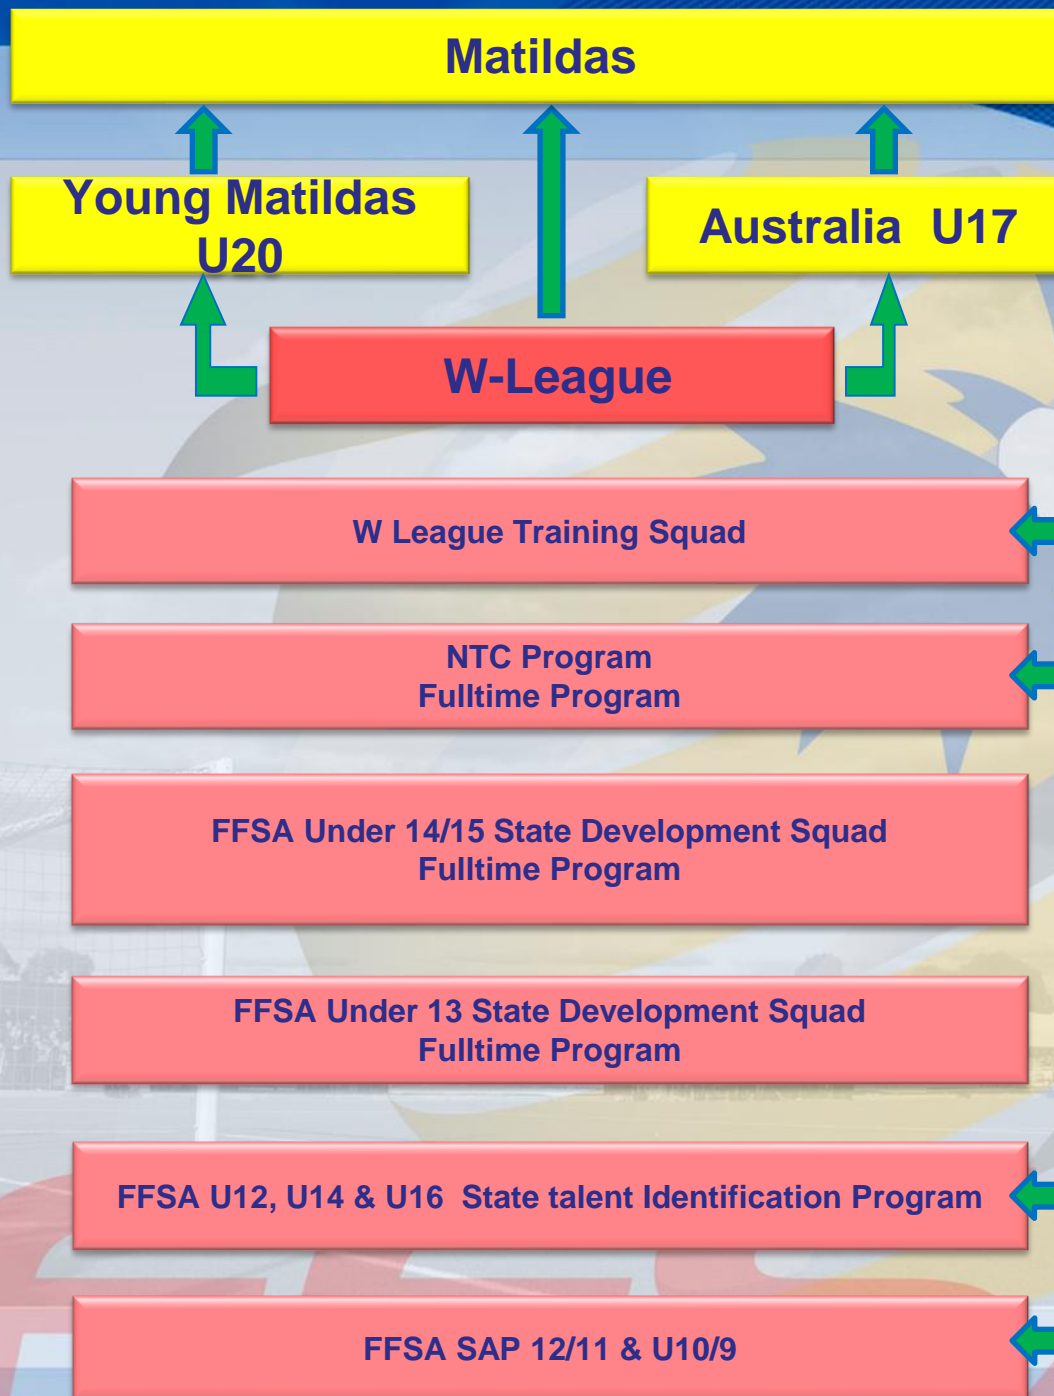 Matildas
Young Matildas
U20
Australia U17
W-League
W League Training Squad
NTC Program
Fulltime Program
FFSA Under 14/15 State Development Squad
Fulltime Program
FFSA Under 13 State Development Squad
Fulltime Program
FFSA U12, U14 & U16 State talent Identification Program
FFSA SAP 12/11 & U10/9